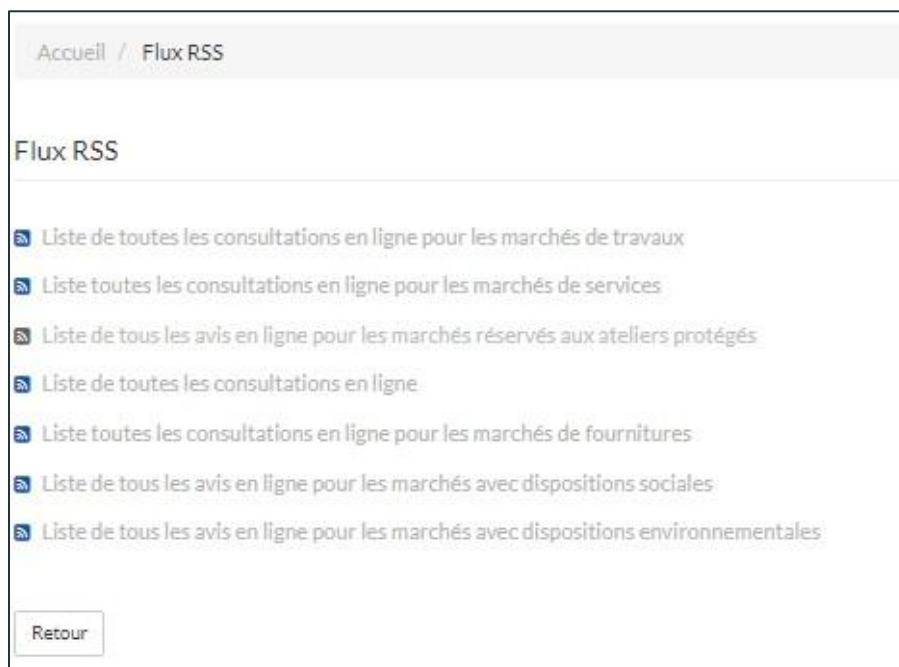 Accueil / Flux RSS
Flux RSS
Liste de toutes les consultations en ligne pour les marchés de travaux
Liste toutes les consultations en ligne pour les marchés de services
Liste de tous les avis en ligne pour les marchés réservés aux ateliers protégés
Liste de toutes les consultations en ligne
Liste toutes les consultations en ligne pour les marchés de fournitures
Liste de tous les avis en ligne pour les marchés avec dispositions sociales
Liste de tous les avis en ligne pour les marchés avec dispositions environnementales
Retour